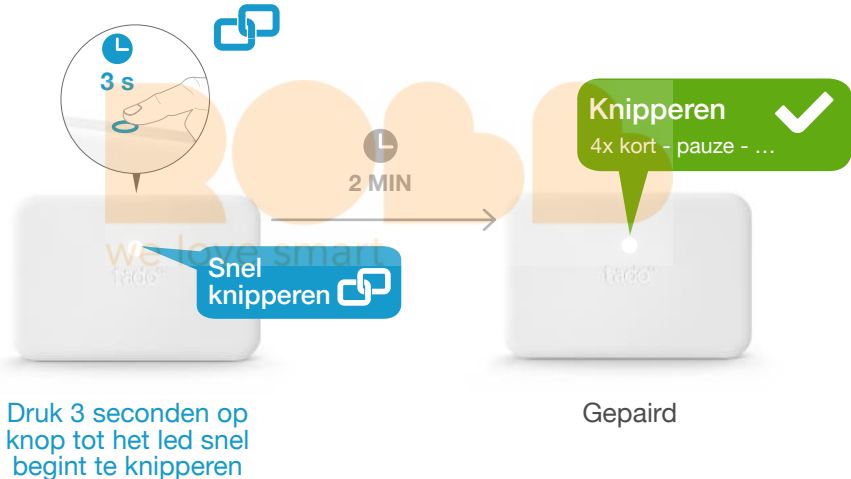 3 s
Knipperen
4x kort - pauze - …
2 MIN
ROBB
we love smart
Snel
knipperen
tado°
tado°
Druk 3 seconden op
knop tot het led snel
begint te knipperen
Gepaird